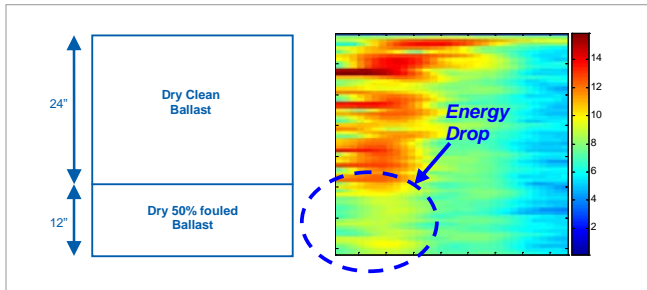 24"
Dry Clean
Ballast
12"
Dry 50% fouled
Ballast
Energy
Drop
14
12
10
8
6
4
2